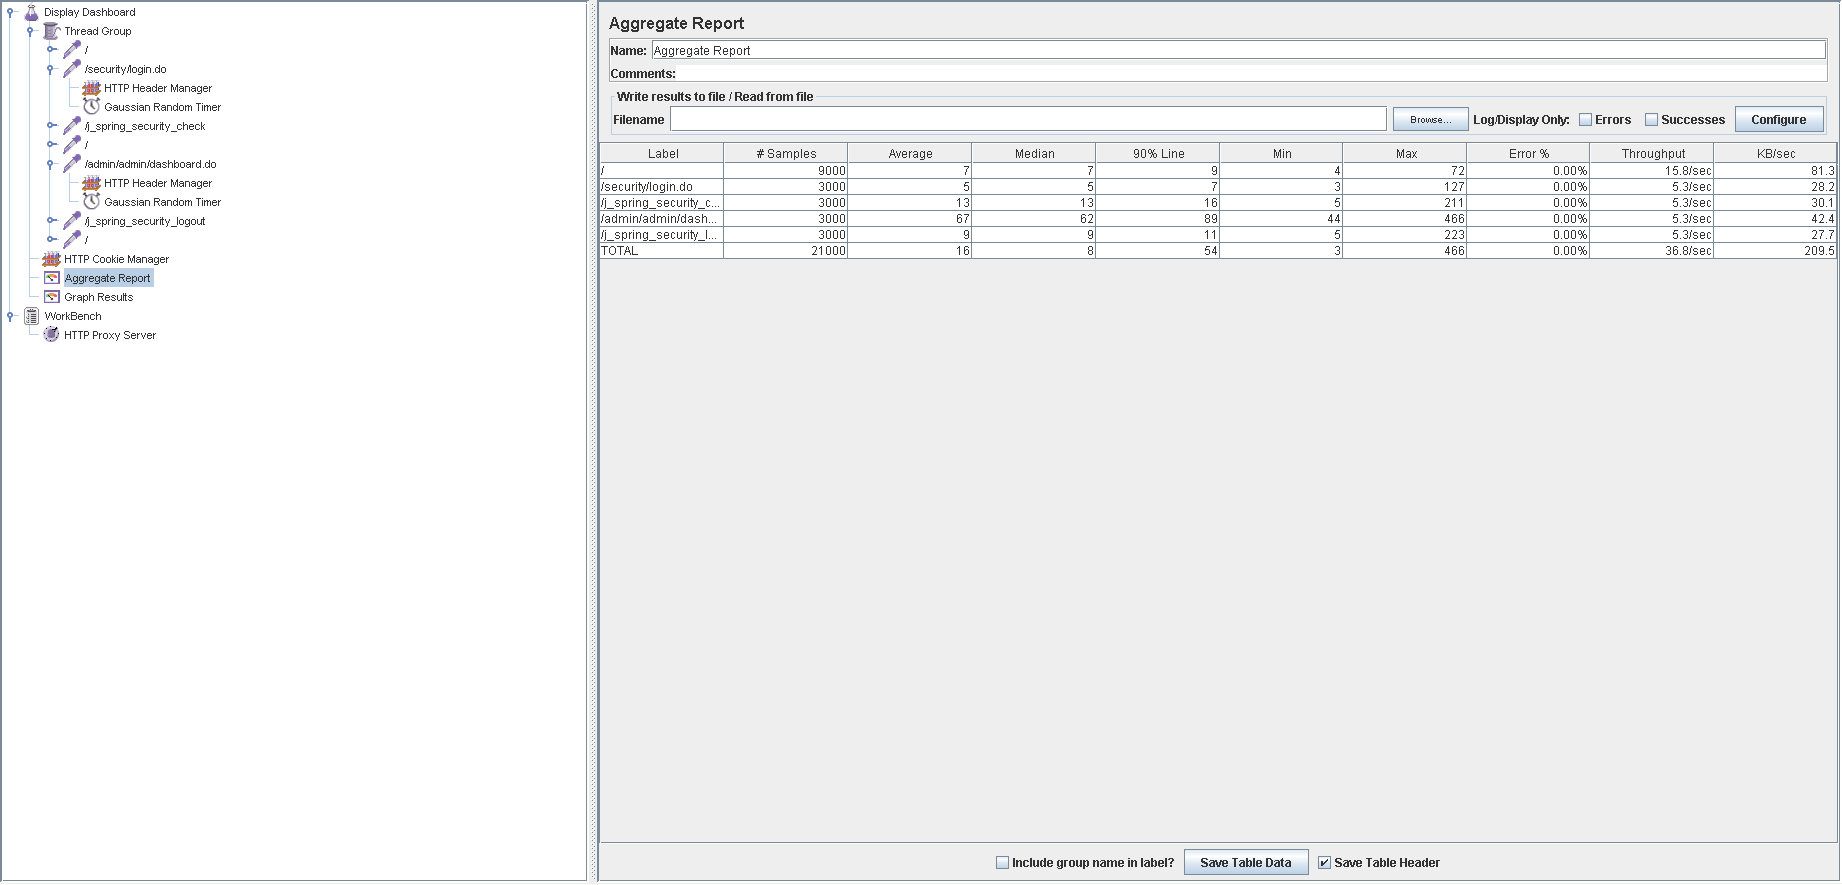 Display Dashboard
Thread Group
/
/security/login.do
HTTP Header Manager
Gaussian Random Timer
/j_spring_security_check
/
/admin/admin/dashboard.do
HTTP Header Manager
Gaussian Random Timer
/j_spring_security_logout
/
HTTP Cookie Manager
Aggregate Report
Graph Results
WorkBench
HTTP Proxy Server
Aggregate Report
Name: Aggregate Report
Comments:
Write results to file / Read from file
Filename Browse... Log/Display Only: Errors Successes Configure
Label # Samples Average Median 90% Line Min Max Error % Throughput KB/sec
/ 9000 7 7 9 4 72 0.00% 15.8/sec 81.3
/security/login.do 3000 5 5 7 3 127 0.00% 5.3/sec 28.2
/j_spring_security_c... 3000 13 13 16 5 211 0.00% 5.3/sec 30.1
/admin/admin/dash... 3000 67 62 89 44 466 0.00% 5.3/sec 42.4
/j_spring_security_l... 3000 9 9 11 5 223 0.00% 5.3/sec 27.7
TOTAL 21000 16 8 54 3 466 0.00% 36.8/sec 209.5
Include group name in label? Save Table Data Save Table Header